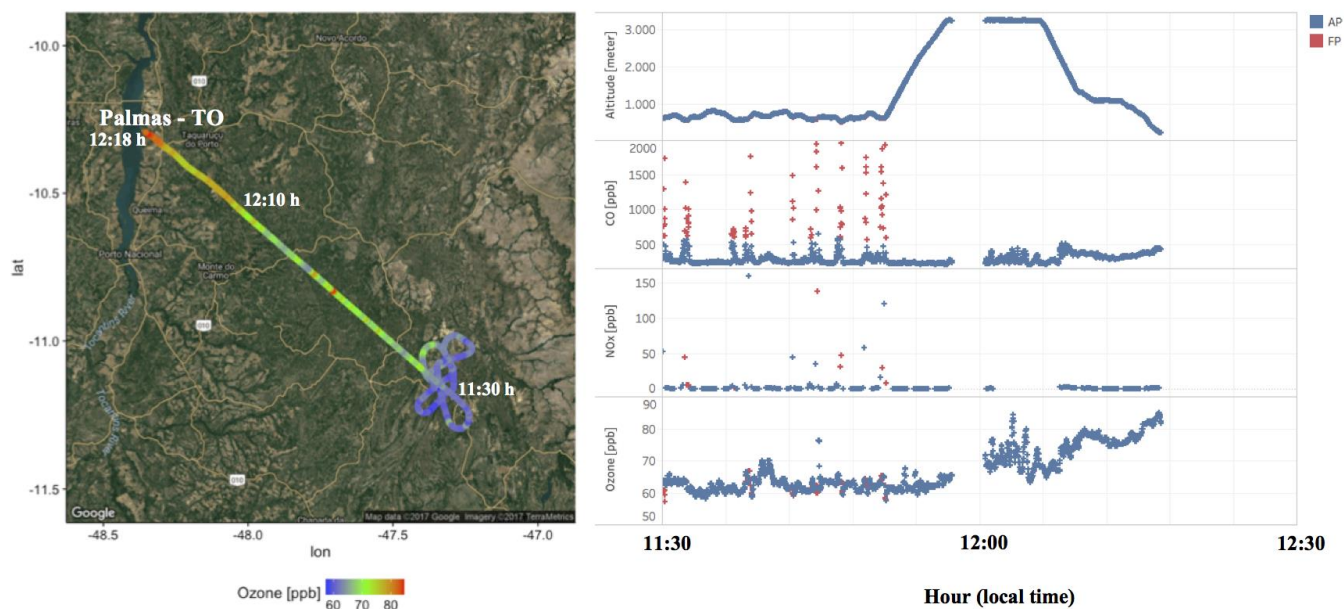 -10.0
-10.5
-11.0
-11.5
lat
Novo Acordo
010
Palmas - TO
12:18 h
Taquaruçu
do Porto
12:10 h
Porto Nacional
Monte do
Carmo
010
Tocantins River
11:30 h
010
Google
Map data ©2017 Google Imagery ©2017 TerraMetrics
-48.5
-48.0
-47.5
-47.0
lon
Ozone [ppb]
60
70
80
Altitude [meter]
3.000
2.000
1.000
CO [ppb]
2000
1500
1000
500
NOx [ppb]
150
100
50
0
Ozone [ppb]
90
80
70
60
50
11:30
12:00
12:30
Hour (local time)
AP
FP